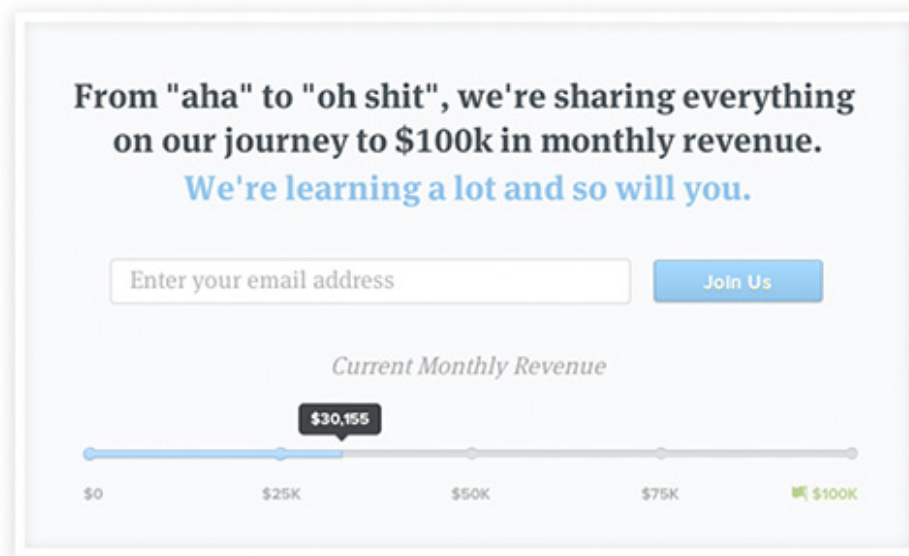 From "aha" to "oh shit", we're sharing everything
on our journey to $100k in monthly revenue.
We're learning a lot and so will you.
Enter your email address
Join Us
Current Monthly Revenue
$30,155
$0 $25K $50K $75K $100K